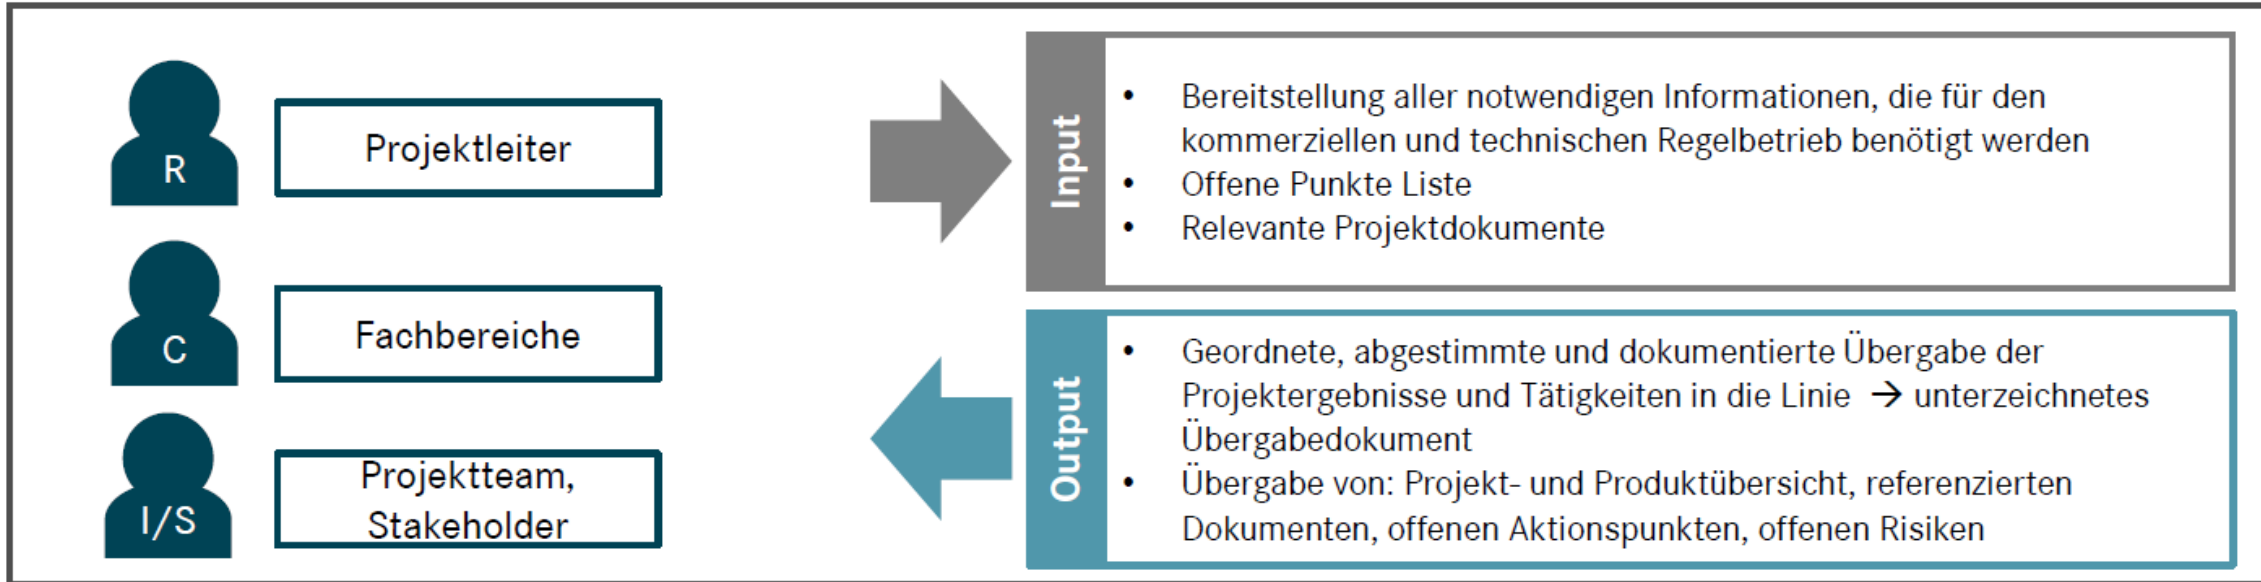 R
Projektleiter
C
Fachbereiche
I/S
Projektteam,
Stakeholder
Input
• Bereitstellung aller notwendigen Informationen, die für den
kommerziellen und technischen Regelbetrieb benötigt werden
• Offene Punkte Liste
• Relevante Projektdokumente
Output
• Geordnete, abgestimmte und dokumentierte Übergabe der
Projektergebnisse und Tätigkeiten in die Linie → unterzeichnetes
Übergabedokument
• Übergabe von: Projekt- und Produktübersicht, referenzierten
Dokumenten, offenen Aktionspunkten, offenen Risiken